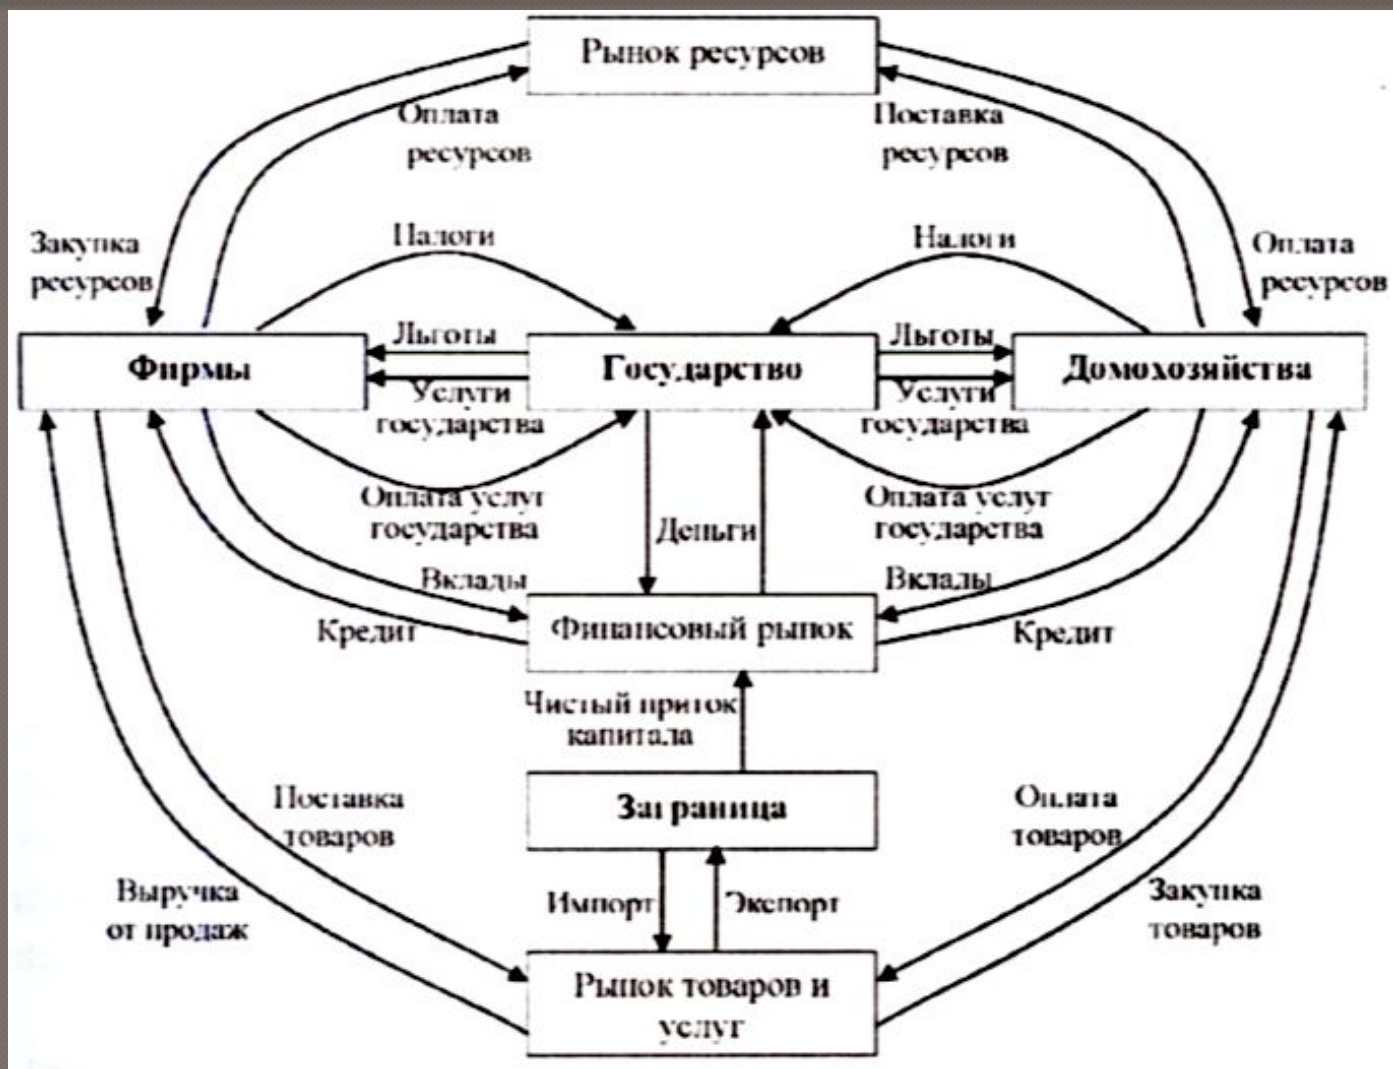 Рынок ресурсов
Оплата
ресурсов
Поставка
ресурсов
Закупка
ресурсов
Налоги
Налоги
Оплата
ресурсов
Фирмы
Льготы
Услуги
государства
Государство
Льготы
Услуги
государства
Домохозяйства
Оплата услуг
государства
Деньги
Оплата услуг
государства
Вклады
Кредит
Финансовый рынок
Вклады
Кредит
Чистый приток
капитала
Заграница
Поставка
товаров
Оплата
товаров
Выручка
от продаж
Импорт
Экспорт
Закупка
товаров
Рынок товаров и
услуг